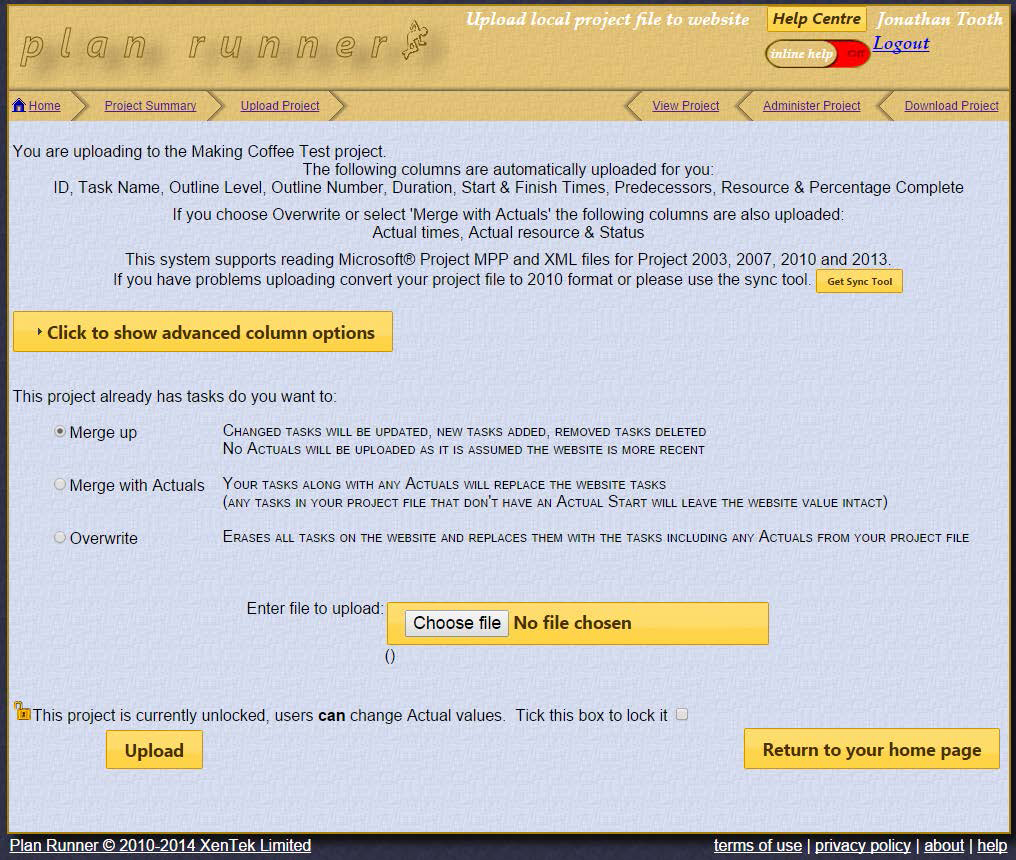 plan runner
Upload local project file to website
Help Centre
Jonathan Tooth
inline help
Off
Logout
Home
Project Summary
Upload Project
View Project
Administer Project
Download Project
You are uploading to the Making Coffee Test project.
The following columns are automatically uploaded for you:
ID, Task Name, Outline Level, Outline Number, Duration, Start & Finish Times, Predecessors, Resource & Percentage Complete
If you choose Overwrite or select 'Merge with Actuals' the following columns are also uploaded:
Actual times, Actual resource & Status
This system supports reading Microsoft® Project MPP and XML files for Project 2003, 2007, 2010 and 2013.
If you have problems uploading convert your project file to 2010 format or please use the sync tool. Get Sync Tool
Click to show advanced column options
This project already has tasks do you want to:
Merge up
Changed tasks will be updated, new tasks added, removed tasks deleted
No Actuals will be uploaded as it is assumed the website is more recent
Merge with Actuals
Your tasks along with any Actuals will replace the website tasks
(any tasks in your project file that don't have an Actual Start will leave the website value intact)
Overwrite
Erases all tasks on the website and replaces them with the tasks including any Actuals from your project file
Enter file to upload: Choose file No file chosen
()
This project is currently unlocked, users can change Actual values. Tick this box to lock it
Upload
Return to your home page
Plan Runner © 2010-2014 XenTek Limited
terms of use | privacy policy | about | help